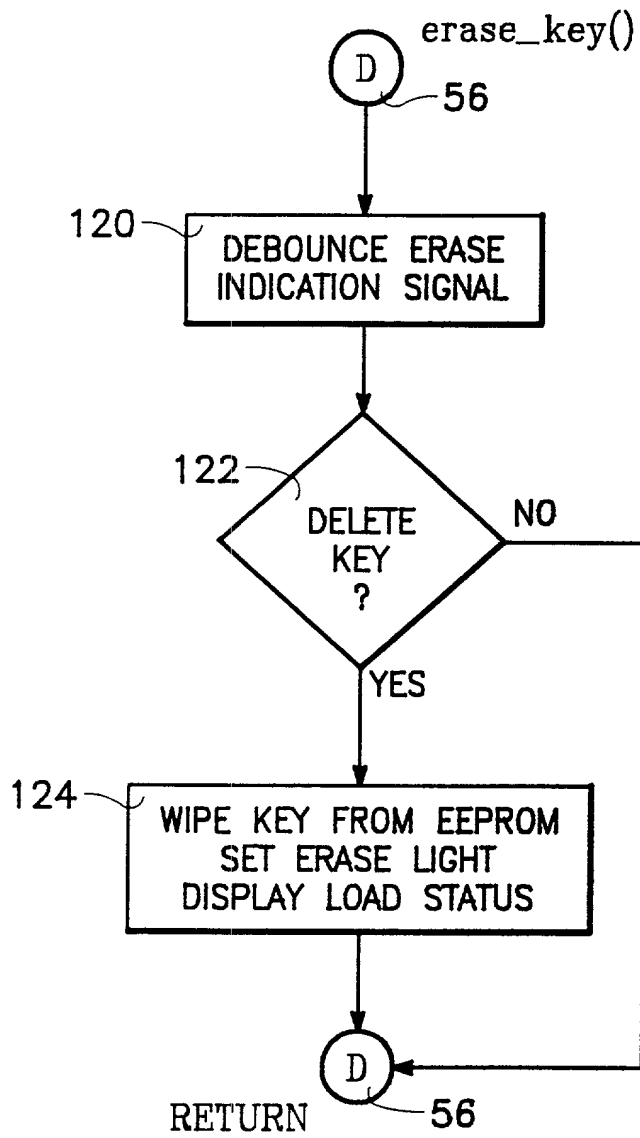 erase_key()
D
56
120
DEBOUNCE ERASE
INDICATION SIGNAL
122
DELETE
KEY
?
NO
YES
124
WIPE KEY FROM EEPROM
SET ERASE LIGHT
DISPLAY LOAD STATUS
D
56
RETURN